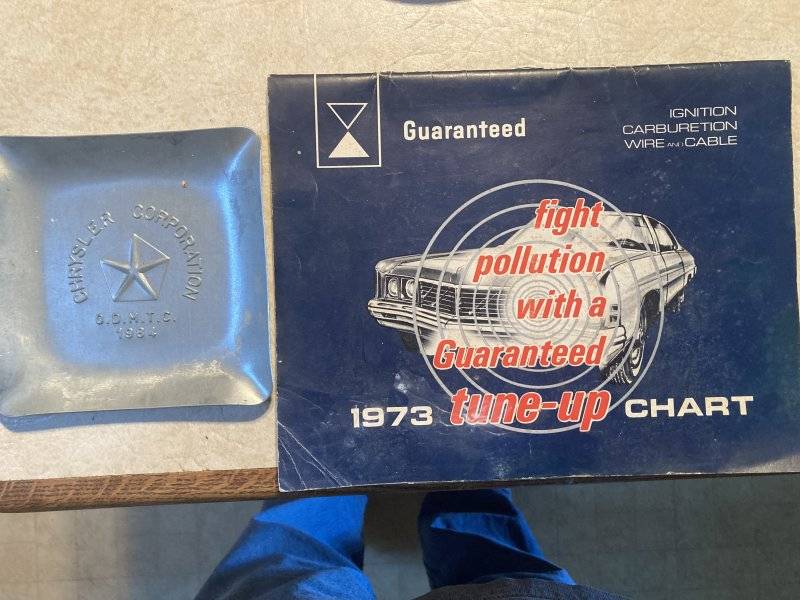 CHRYSLER CORPORATION
O.D.M.T.C.
1964
Guaranteed
IGNITION
CARBURETION
WIRE AND CABLE
fight
pollution
with a
Guaranteed
1973 tune-up CHART